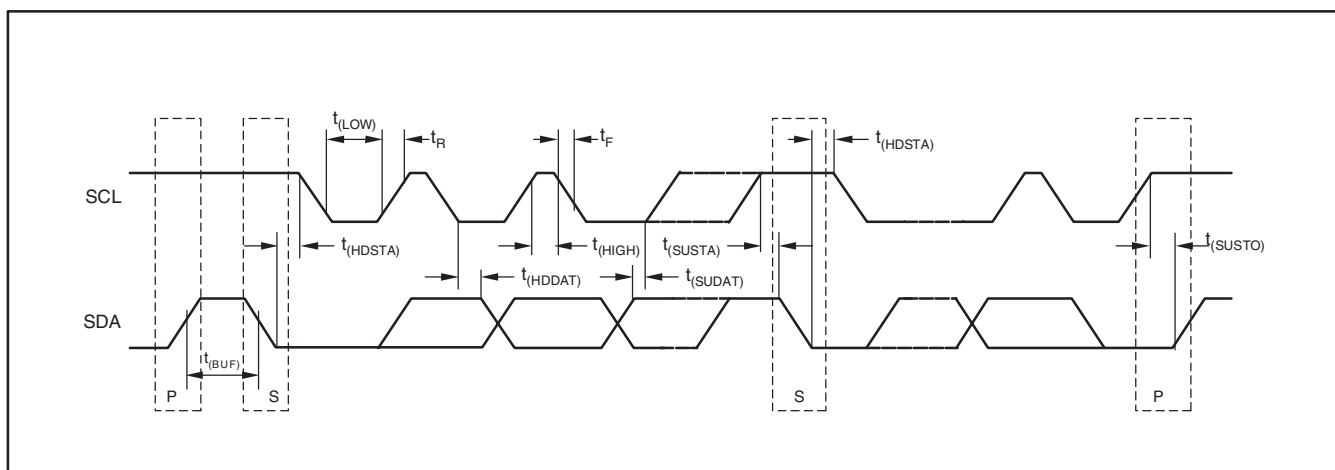 t(LOW)
tR
tF
t(HDSTA)
SCL
t(HDSTA)
t(HIGH)
t(SUSTA)
t(SUSTO)
t(HDDAT)
t(SUDAT)
SDA
t(BUF)
P
S
S
P